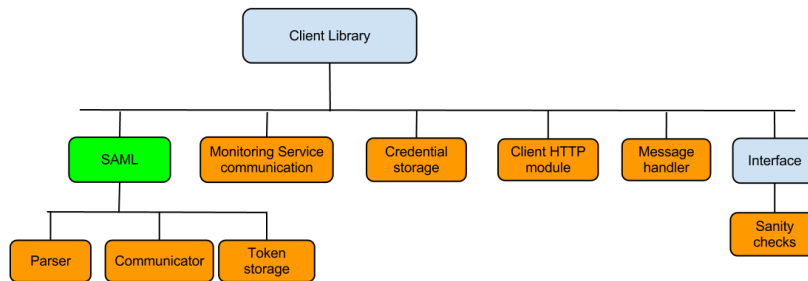 Client Library
SAML
Monitoring Service
communication
Credential
storage
Client HTTP
module
Message
handler
Interface
Parser
Communicator
Token
storage
Sanity
checks